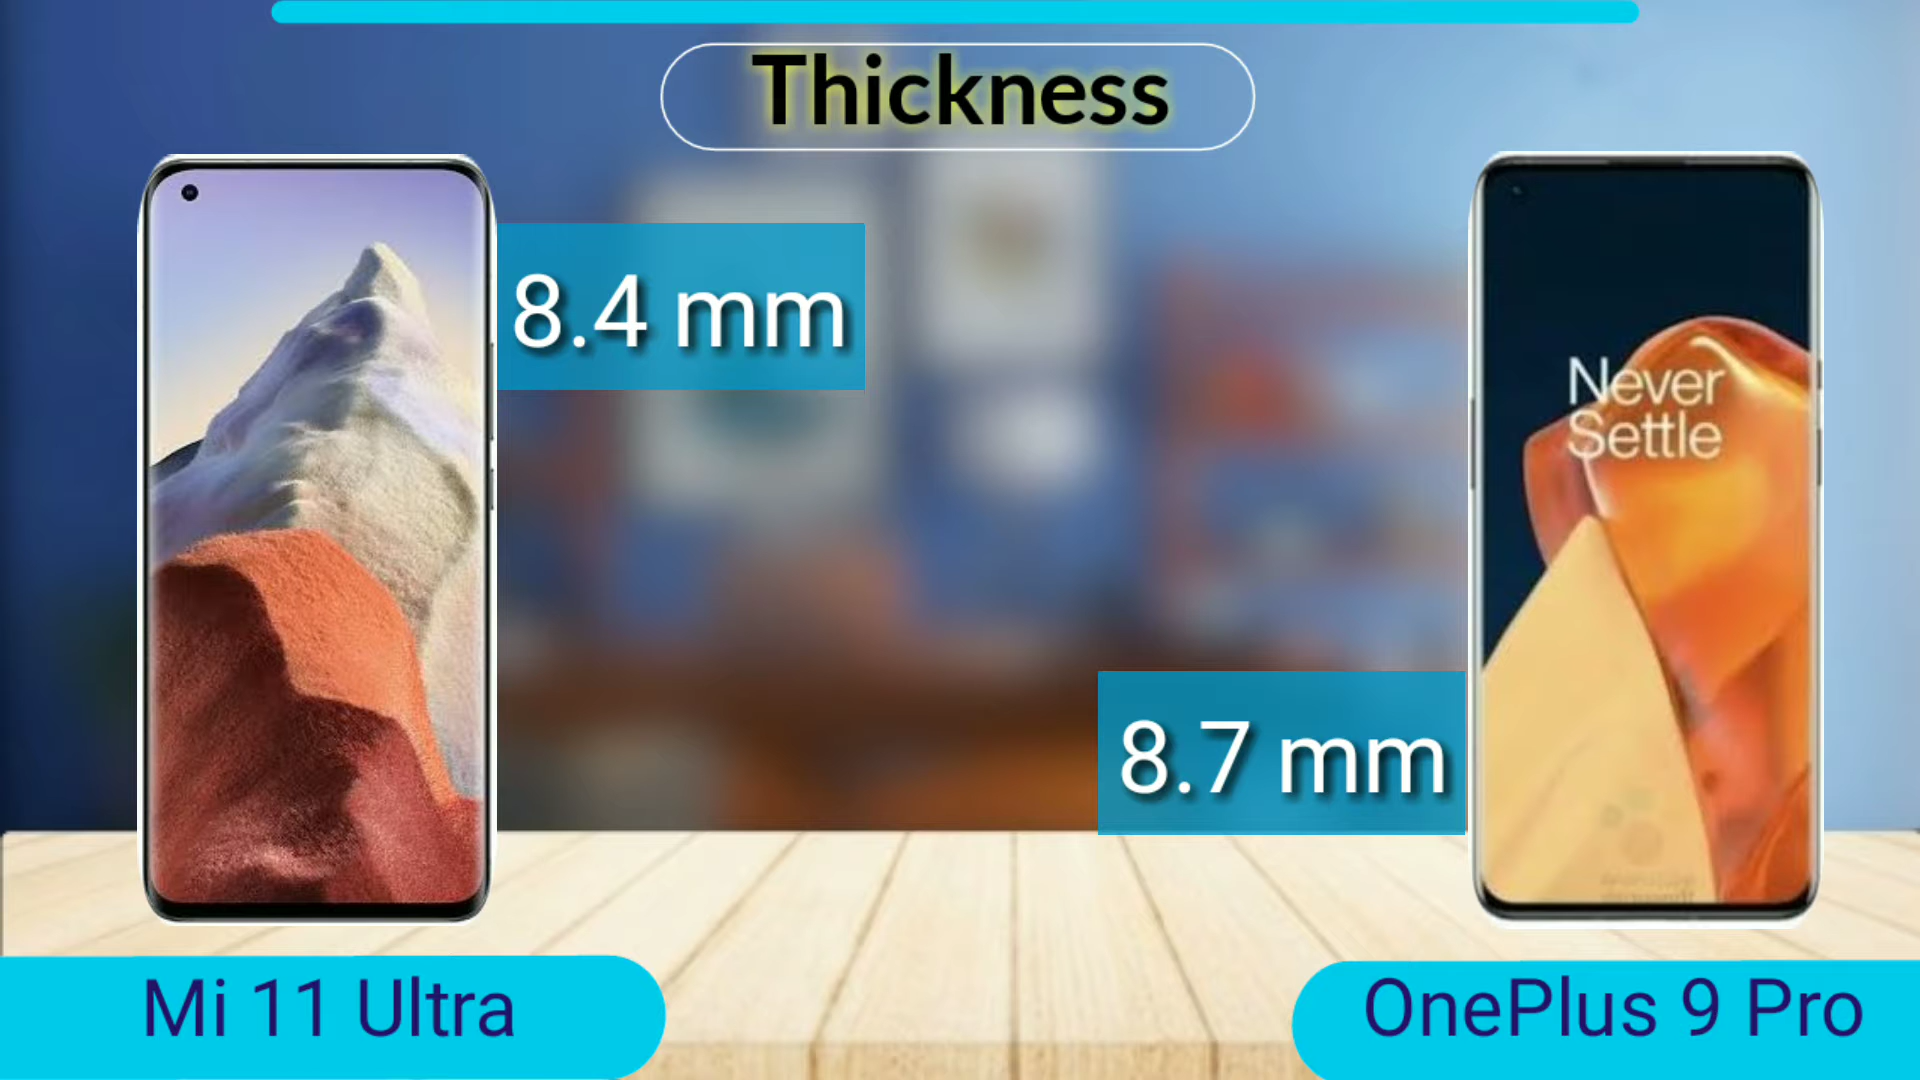 Thickness
8.4 mm
Never
Settle
8.7 mm
Mi 11 Ultra
OnePlus 9 Pro